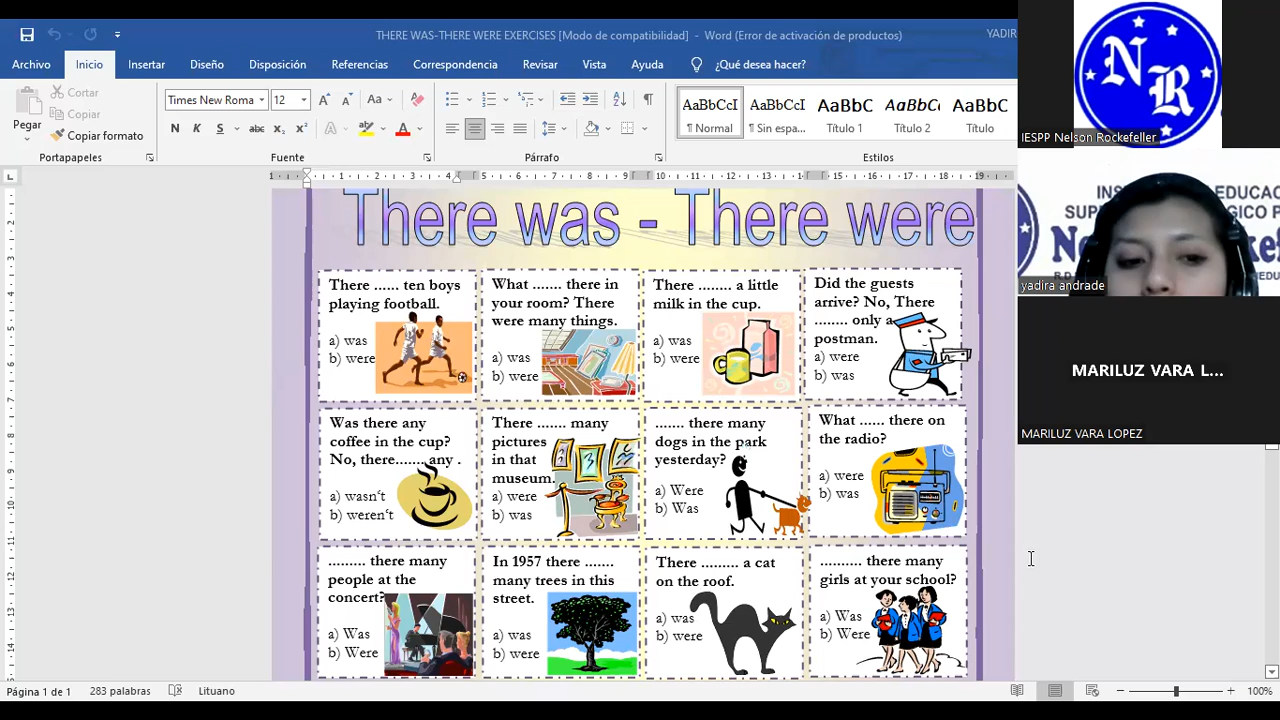 THERE WAS-THERE WERE EXERCISES [Modo de compatibilidad] - Word (Error de activación de productos)
YADIR
Archivo
Inicio
Insertar
Diseño
Disposición
Referencias
Correspondencia
Revisar
Vista
Ayuda
¿Qué desea hacer?
Pegar
Cortar
Copiar
Copiar formato
Portapapeles
Times New Roma
12
Aa
N K S abc x₂ x²
Fuente
Párrafo
AaBbCcI
¶ Normal
AaBbCcI
¶ Sin espa...
AaBbC
Título 1
AaBbCc
Título 2
AaBbC
Título
Estilos
There was - There were
There ...... ten boys
playing football.
a) was
b) were
What ....... there in
your room? There
were many things.
a) was
b) were
There ........ a little
milk in the cup.
a) was
b) were
Did the guests
arrive? No, There
........ only a
postman.
a) were
b) was
Was there any
coffee in the cup?
No, there....... any .
a) wasn't
b) weren't
There ....... many
pictures
in that
museum.
a) were
b) was
....... there many
dogs in the park
yesterday?
a) Were
b) Was
What ...... there on
the radio?
a) were
b) was
......... there many
people at the
concert?
a) Was
b) Were
In 1957 there .......
many trees in this
street.
a) was
b) were
There ......... a cat
on the roof.
a) was
b) were
.......... there many
girls at your school?
a) Was
b) Were
Página 1 de 1
283 palabras
Lituano
100%
NR
IESPP Nelson Rockefeller
yadira andrade
MARILUZ VARA L...
MARILUZ VARA LOPEZ